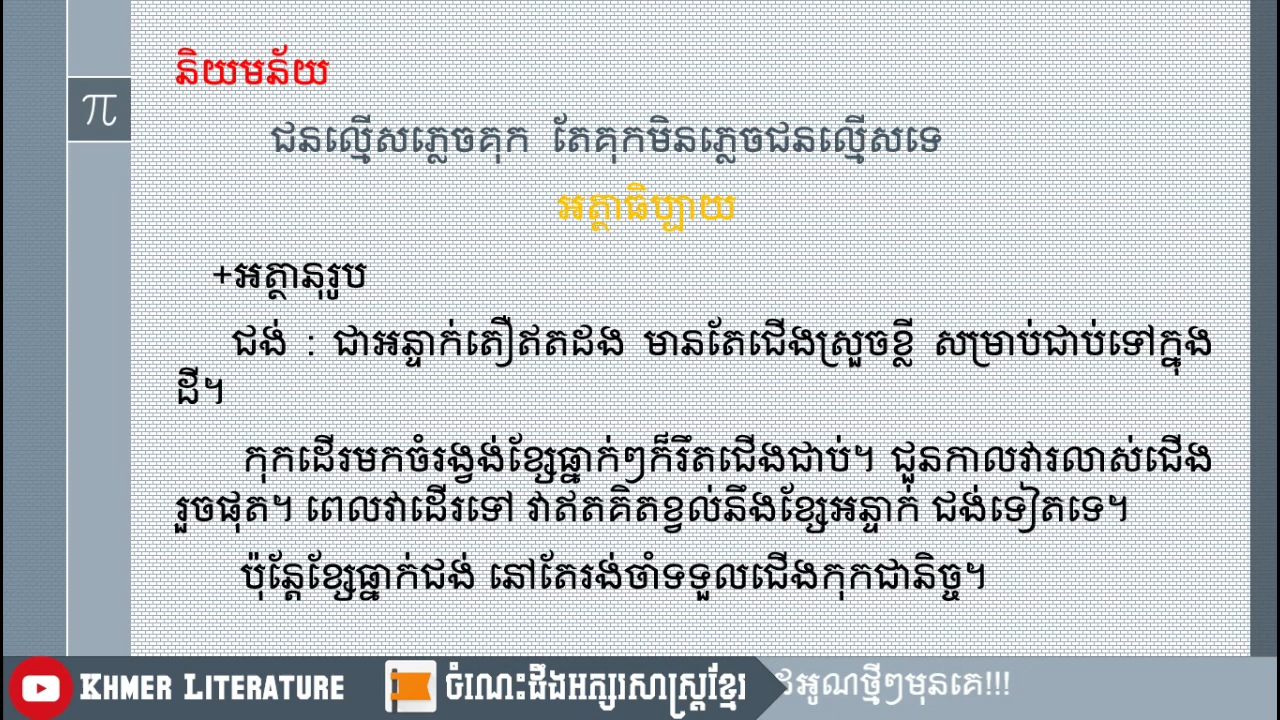 និយមន័យ
π
ជនល្មើសភ្លេចគុក តែគុកមិនភ្លេចជនល្មើសទេ
អត្ថាធិប្បាយ
+អត្ថានុរូប
ជង់ : ជាអន្ទាក់តឿឥតដង មានតែជើងស្រួចខ្លី សម្រាប់ជាប់ទៅក្នុង
ដី។
កុកដើរមកចំរង្វង់ខ្សែធ្នាក់ៗក៏រឹតជើងជាប់។ ជួនកាលវារលាស់ជើង
រួចផុត។ ពេលវាដើរទៅ វាឥតគិតខ្វល់នឹងខ្សែអន្ទាក់ ជង់ទៀតទេ។
ប៉ុន្តែខ្សែធ្នាក់ជង់ នៅតែរង់ចាំទទួលជើងកុកជានិច្ច។
KHMER LITERATURE
ចំណេះដឹងអក្សរសាស្ត្រខ្មែរ
អូណថ្មីៗមុនគេ!!!